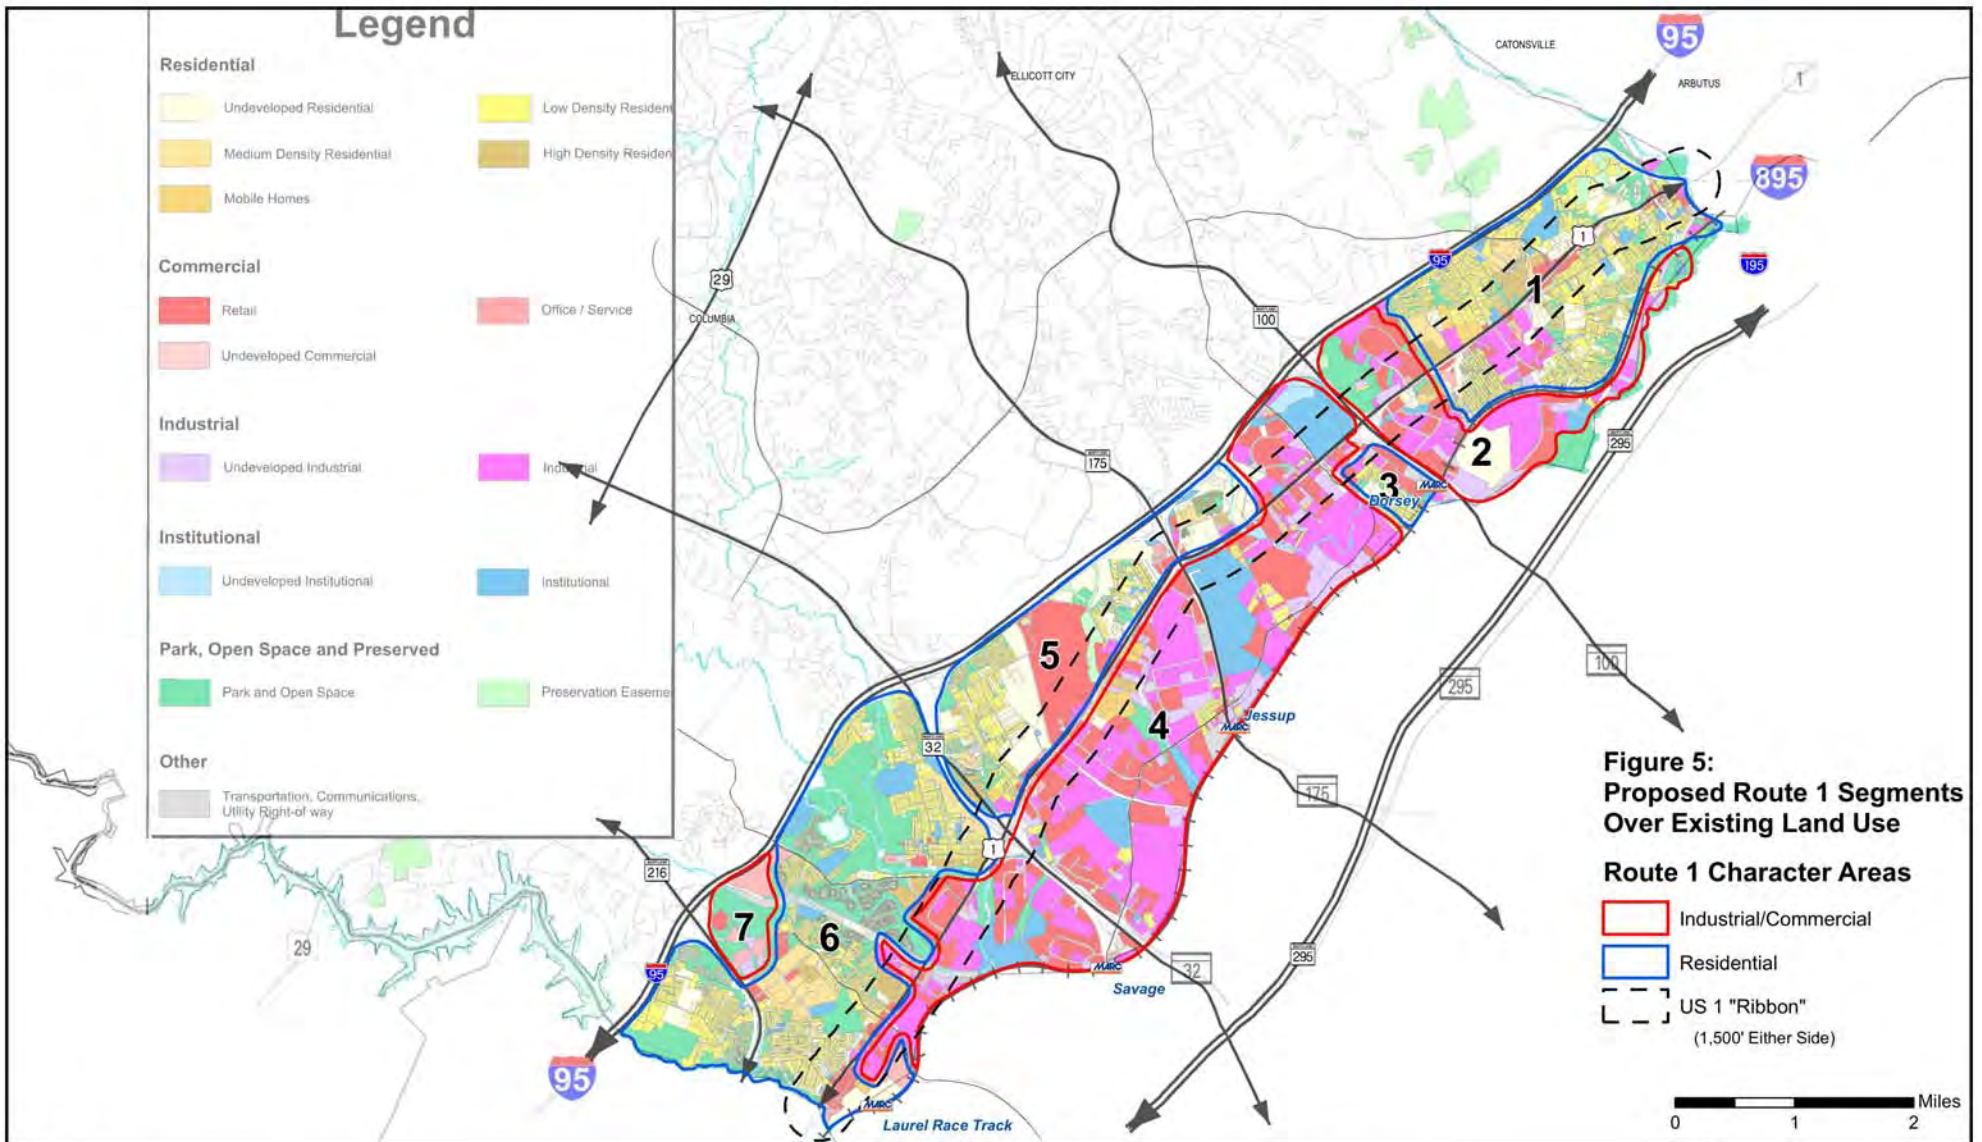 Legend
Residential
Undeveloped Residential
Low Density Residen
Medium Density Residential
High Density Residen
Mobile Homes
Commercial
Retail
Office / Service
Undeveloped Commercial
Industrial
Undeveloped Industrial
Industrial
Institutional
Undeveloped Institutional
Institutional
Park, Open Space and Preserved
Park and Open Space
Preservation Easeme
Other
Transportation, Communications,
Utility Right-of way
CATONSVILLE
ELLICOTT CITY
ARBUTUS
COLUMBIA
95
1
895
1
95
195
29
100
1
2
295
175
3
MARC
Dorsey
5
100
295
4
Jessup
MARC
32
175
1
216
7
6
29
95
MARC
32
295
Savage
95
MARC
Laurel Race Track
Figure 5:
Proposed Route 1 Segments
Over Existing Land Use
Route 1 Character Areas
Industrial/Commercial
Residential
US 1 "Ribbon"
(1,500' Either Side)
Miles
0 1 2